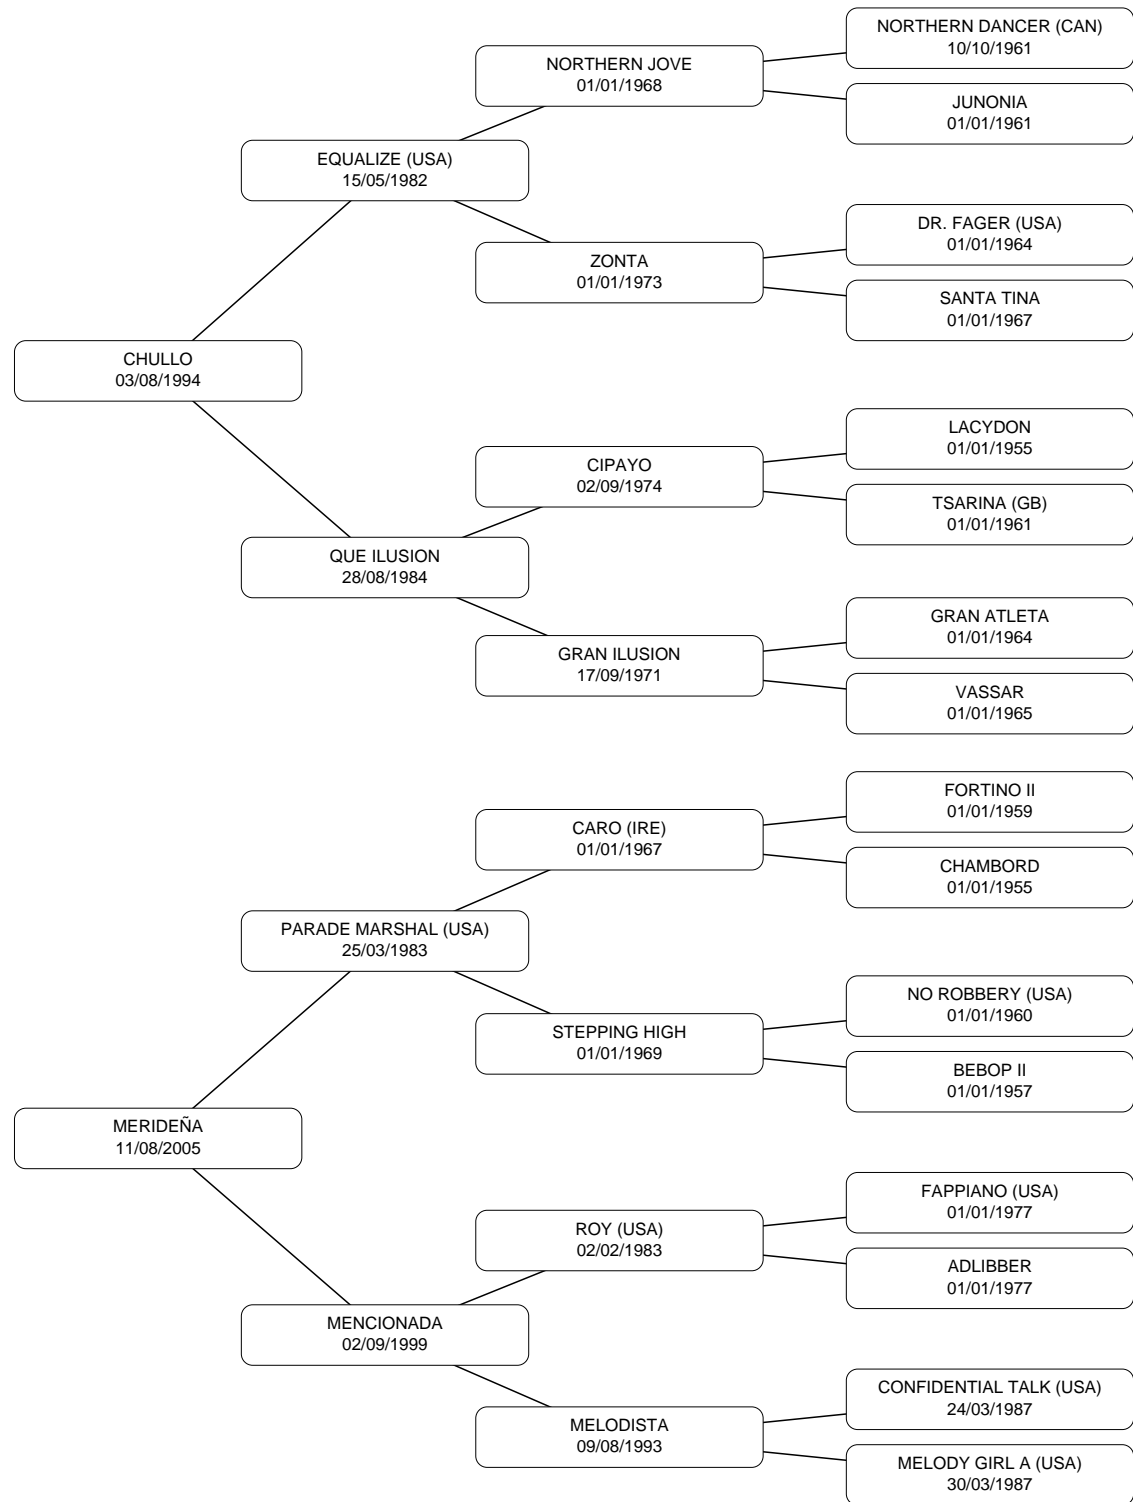 NORTHERN DANCER (CAN)
10/10/1961
NORTHERN JOVE
01/01/1968
JUNONIA
01/01/1961
EQUALIZE (USA)
15/05/1982
DR. FAGER (USA)
01/01/1964
ZONTA
01/01/1973
SANTA TINA
01/01/1967
CHULLO
03/08/1994
LACYDON
01/01/1955
CIPAYO
02/09/1974
TSARINA (GB)
01/01/1961
QUE ILUSION
28/08/1984
GRAN ATLETA
01/01/1964
GRAN ILUSION
17/09/1971
VASSAR
01/01/1965
FORTINO II
01/01/1959
CARO (IRE)
01/01/1967
CHAMBORD
01/01/1955
PARADE MARSHAL (USA)
25/03/1983
NO ROBBERY (USA)
01/01/1960
STEPPING HIGH
01/01/1969
BEBOP II
01/01/1957
MERIDEÑA
11/08/2005
FAPPIANO (USA)
01/01/1977
ROY (USA)
02/02/1983
ADLIBBER
01/01/1977
MENCIONADA
02/09/1999
CONFIDENTIAL TALK (USA)
24/03/1987
MELODISTA
09/08/1993
MELODY GIRL A (USA)
30/03/1987